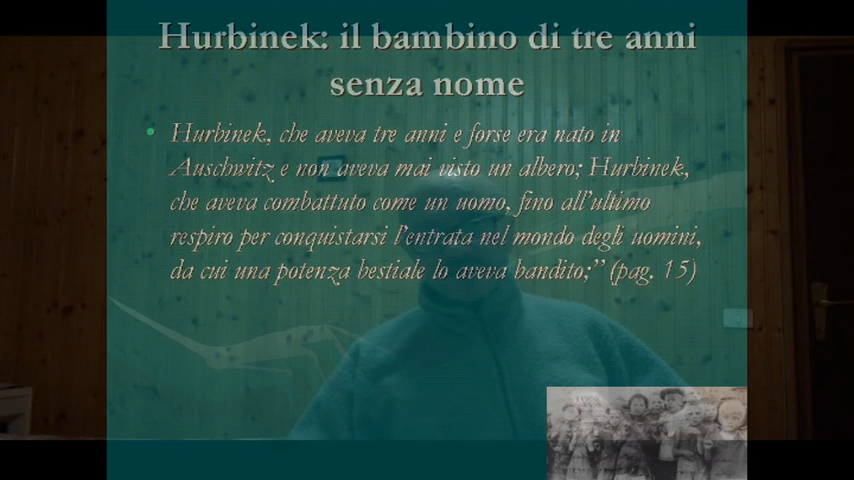 Hurbinek: il bambino di tre anni
senza nome
• Hurbinek, che aveva tre anni e forse era nato in
Auschwitz e non aveva mai visto un albero; Hurbinek,
che aveva combattuto come un uomo, fino all'ultimo
respiro per conquistarsi l'entrata nel mondo degli uomini,
da cui una potenza bestiale lo aveva bandito;” (pag. 15)